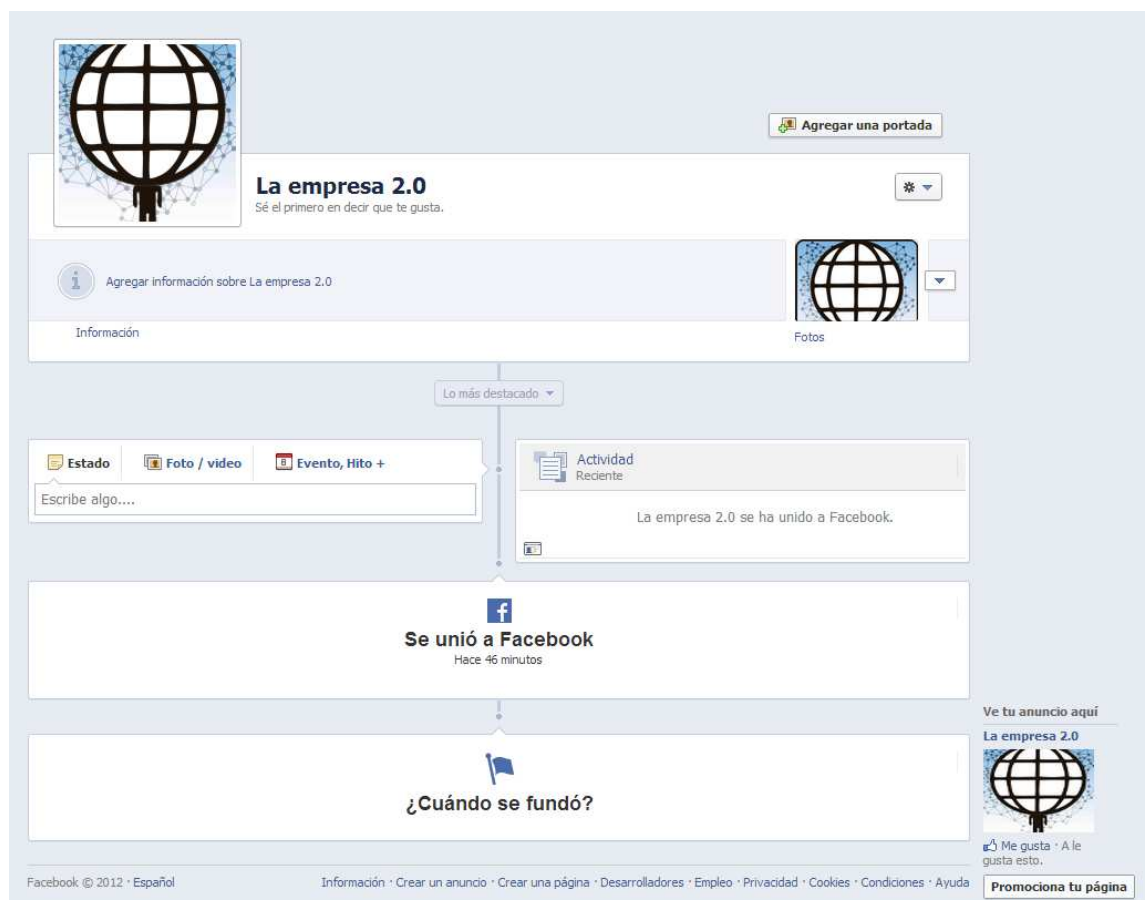 Agregar una portada
La empresa 2.0
Sé el primero en decir que te gusta.
Agregar información sobre La empresa 2.0
Información
Fotos
Lo más destacado
Estado
Foto / video
Evento, Hito +
Escribe algo....
Actividad
Reciente
La empresa 2.0 se ha unido a Facebook.
Se unió a Facebook
Hace 46 minutos
¿Cuándo se fundó?
Ve tu anuncio aquí
La empresa 2.0
Me gusta · A le
gusta esto.
Promociona tu página
Facebook © 2012 · Español
Información · Crear un anuncio · Crear una página · Desarrolladores · Empleo · Privacidad · Cookies · Condiciones · Ayuda